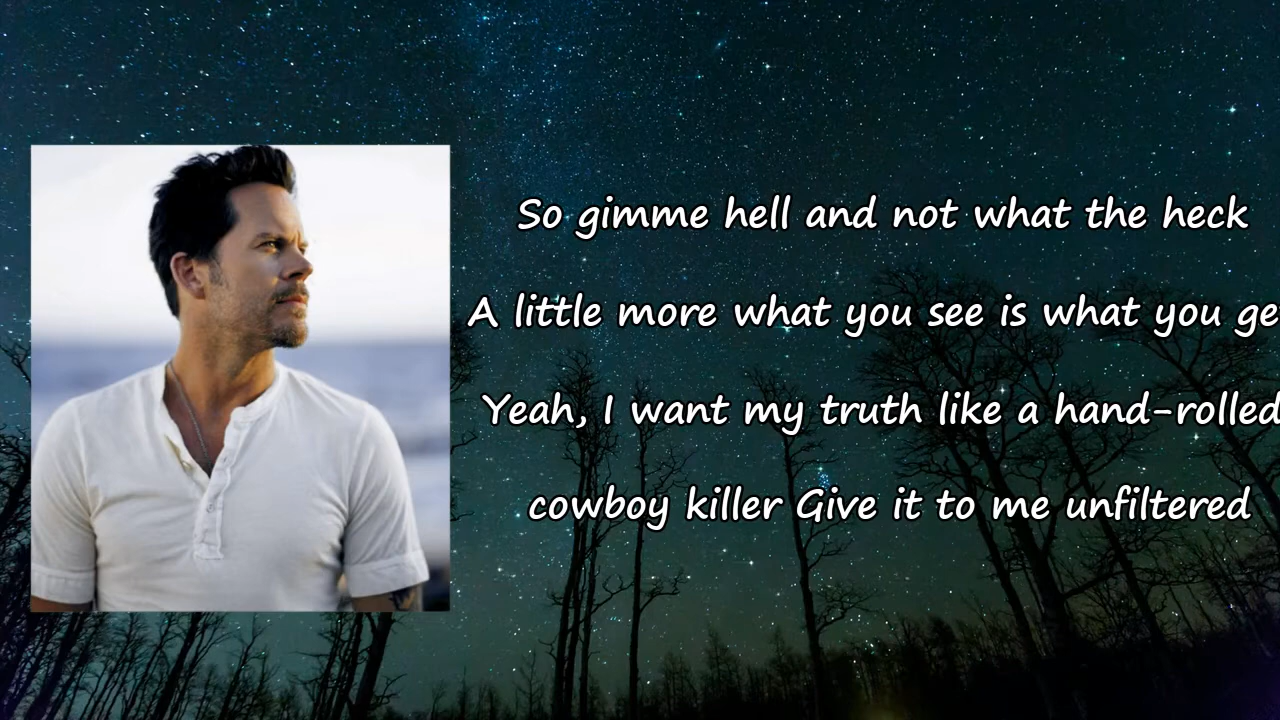 So gimme hell and not what the heck
A little more what you see is what you ge
Yeah, I want my truth like a hand-rolled
cowboy killer Give it to me unfiltered